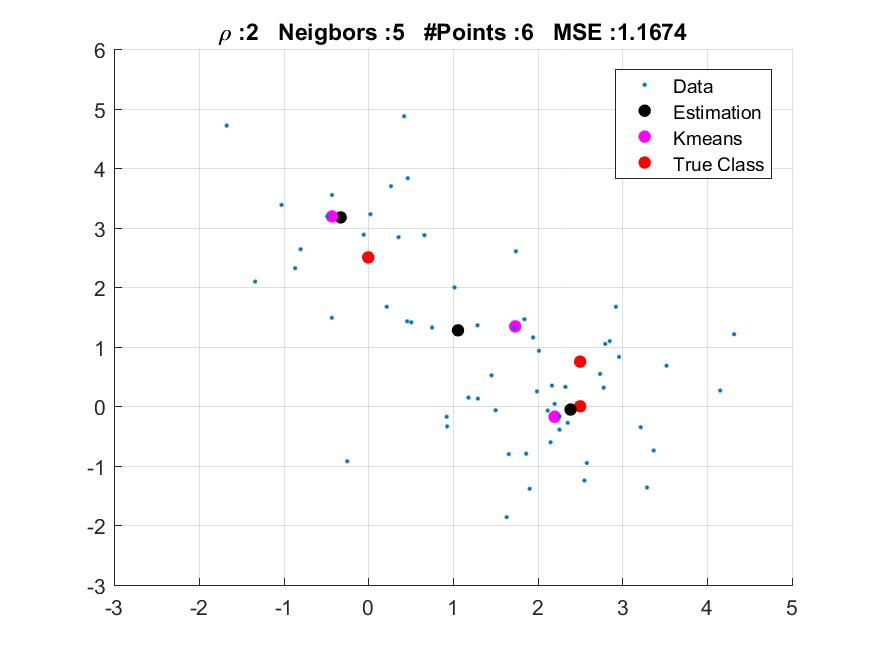 ρ :2 Neigbors :5 #Points :6 MSE :1.1674
6
5
4
3
2
1
0
-1
-2
-3
-3 -2 -1 0 1 2 3 4 5
Data
Estimation
Kmeans
True Class